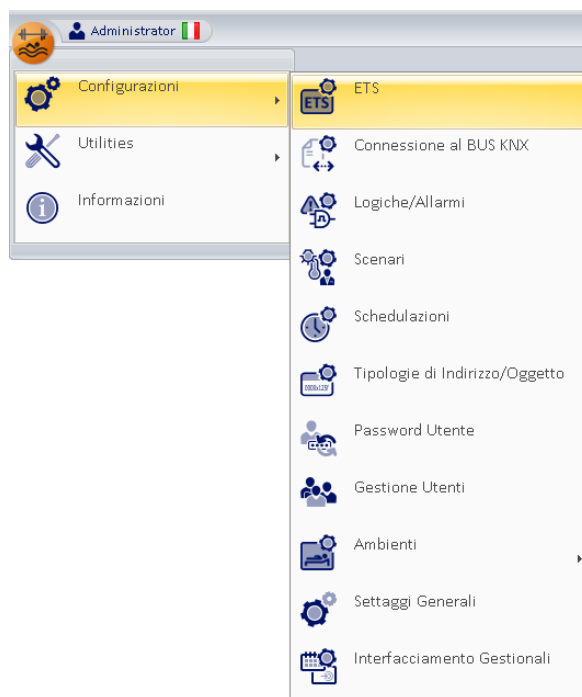 Administrator
Configurazioni
Utilities
Informazioni
ETS
ETS
Connessione al BUS KNX
Logiche/Allarmi
Scenari
Schedulazioni
Tipologie di Indirizzo/Oggetto
Password Utente
Gestione Utenti
Ambienti
Settaggi Generali
Interfacciamento Gestionali